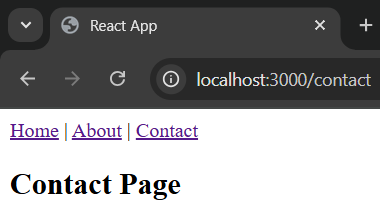 React App
localhost:3000/contact
Home | About | Contact
Contact Page